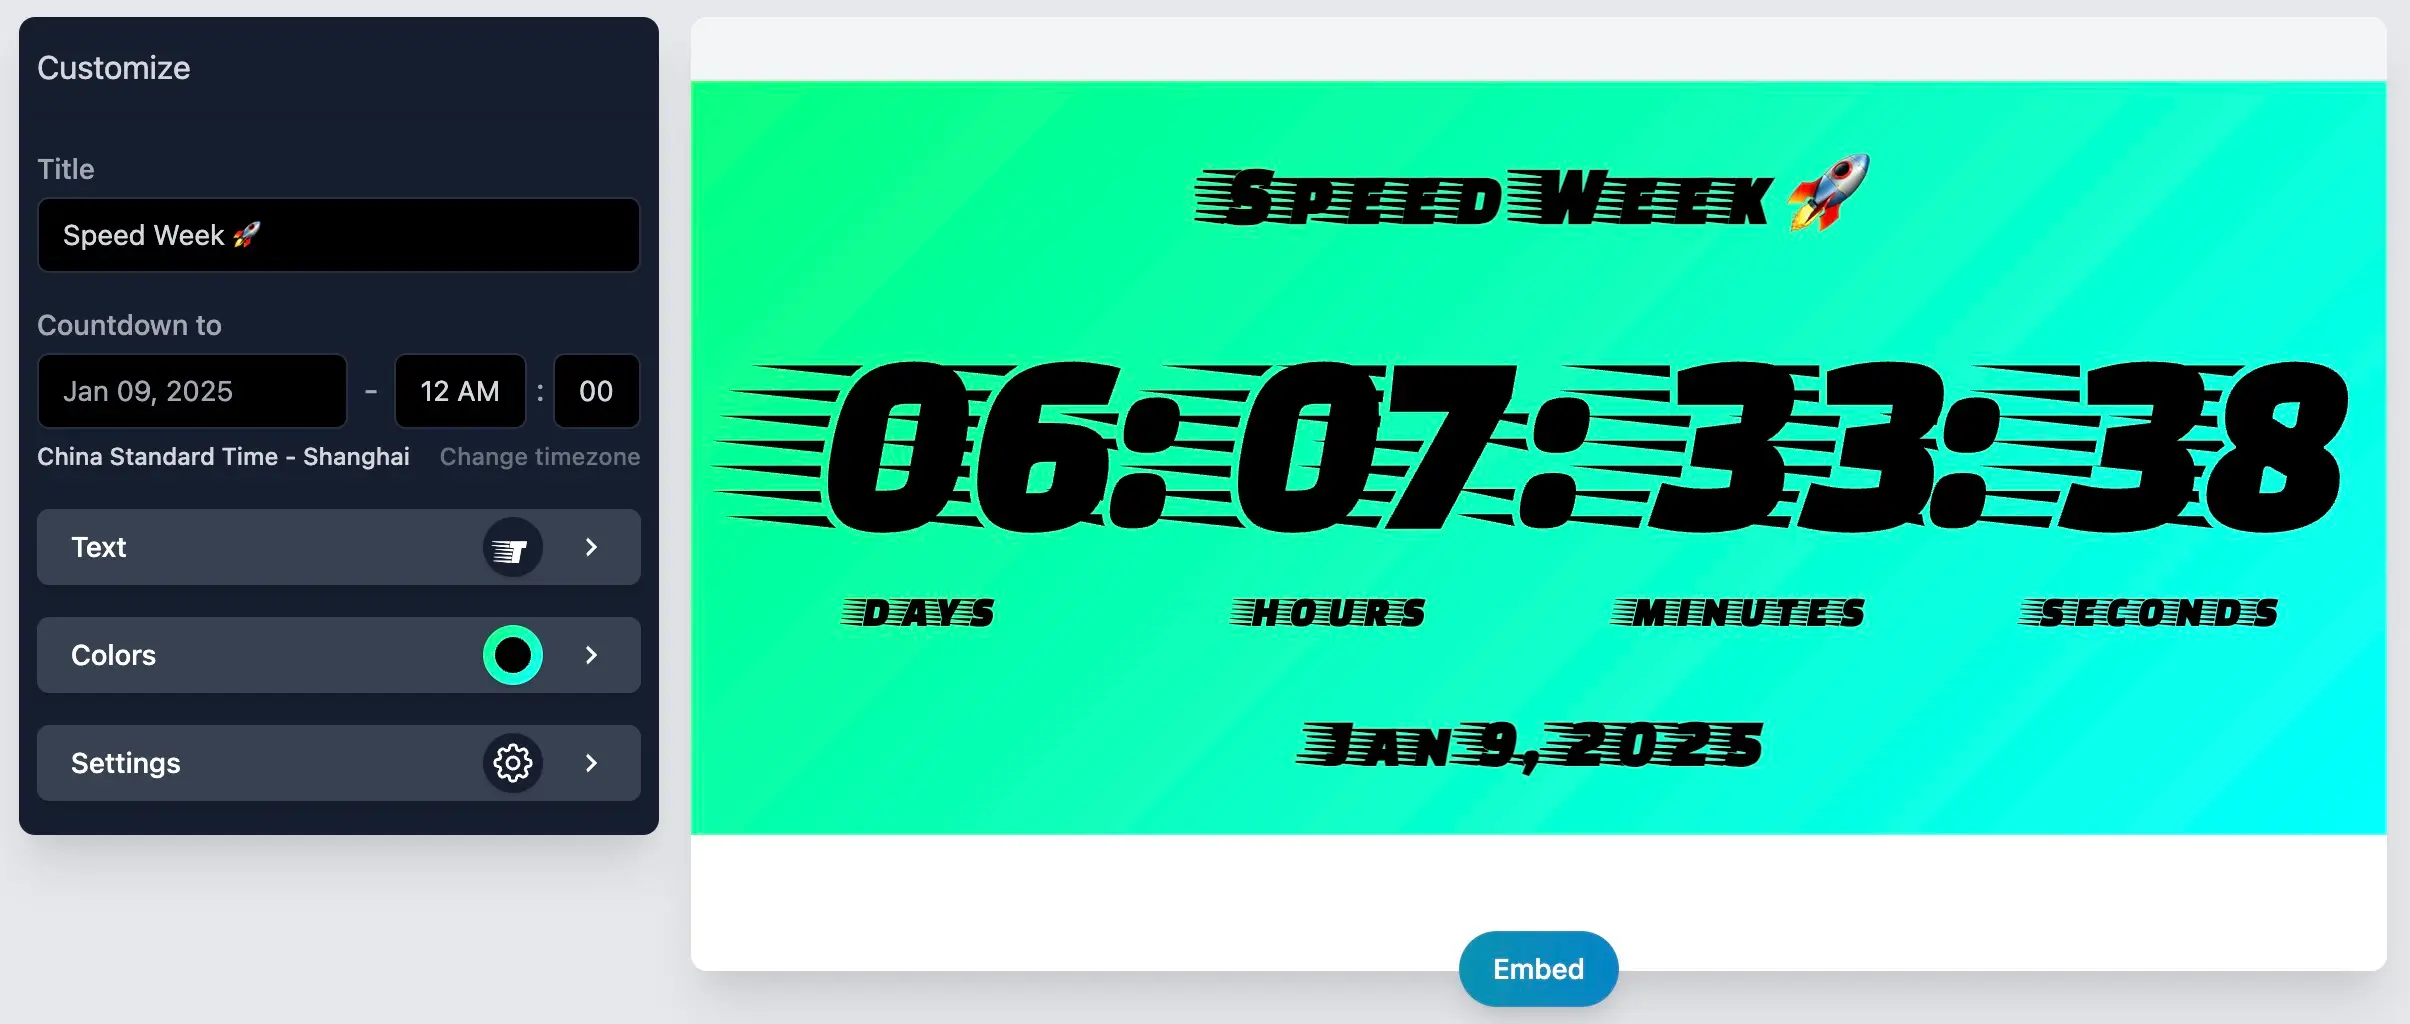 Customize
Title
Speed Week 🚀
Countdown to
Jan 09, 2025 - 12 AM : 00
China Standard Time - Shanghai Change timezone
Text T
Colors
Settings
Speed Week 🚀
06:07:33:38
DAYS HOURS MINUTES SECONDS
Jan 9, 2025
Embed